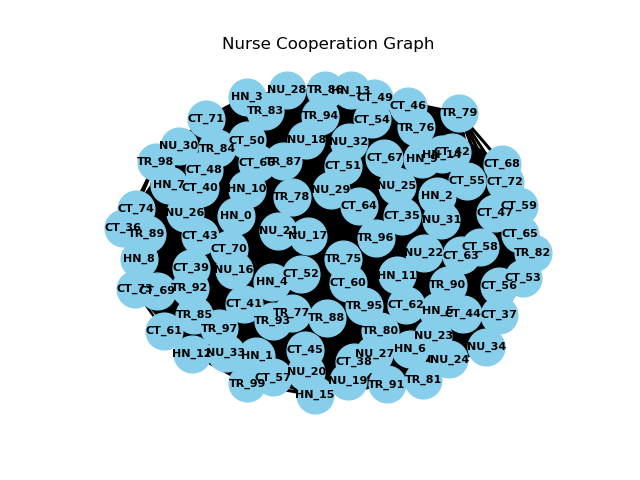 Nurse Cooperation Graph
NU_28
TR_86
HN_13
HN_3
CT_49
CT_46
TR_83
TR_79
TR_94
CT_71
CT_54
TR_76
NU_18
CT_50
NU_32
NU_30
TR_84
CT_42
HN_14
HN_9
CT_67
TR_98
CT_66
TR_87
CT_51
CT_68
CT_48
CT_55
CT_72
HN_7
CT_40
NU_25
HN_10
NU_29
HN_2
TR_78
CT_64
CT_59
CT_74
NU_26
HN_0
CT_35
CT_47
NU_31
CT_36
TR_89
CT_43
NU_21
NU_17
TR_96
CT_65
CT_70
CT_58
NU_22
CT_63
TR_82
HN_8
TR_75
CT_39
NU_16
CT_52
HN_11
CT_53
HN_4
CT_60
TR_90
CT_56
CT_73
CT_69
TR_92
CT_41
TR_95
CT_62
HN_5
CT_44
CT_37
TR_85
TR_77
TR_93
TR_88
CT_61
TR_97
TR_80
NU_23
NU_34
HN_12
NU_33
HN_1
CT_45
NU_27
HN_6
CT_38
NU_24
NU_20
CT_57
TR_99
NU_19
TR_91
TR_81
HN_15